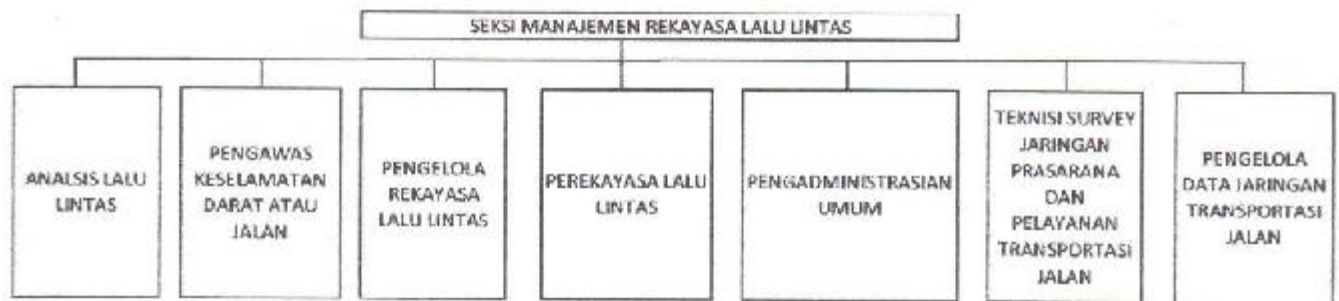 SEKSI MANAJEMEN REKAYASA LALU LINTAS
ANALSIS LALU
LINTAS
PENGAWAS
KESELAMATAN
DARAT ATAU
JALAN
PENGELOLA
REKAYASA
LALU LINTAS
PEREKAYASA LALU
LINTAS
PENGADMINISTRASIAN
UMUM
TEKNISI SURVEY
JARINGAN
PRASARANA
DAN
PELAYANAN
TRANSPORTASI
JALAN
PENGELOLA
DATA JARINGAN
TRANSPORTASI
JALAN